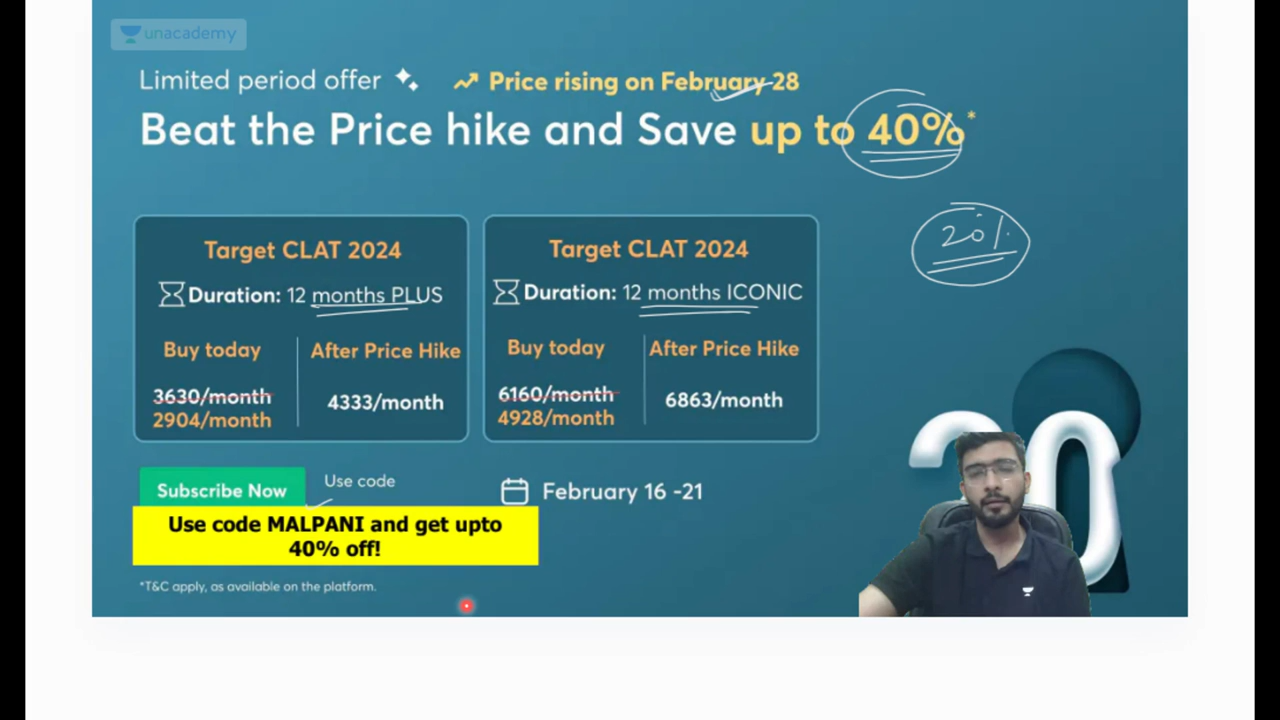 unacademy
Limited period offer Price rising on February 28
Beat the Price hike and Save up to 40%*
20%
Target CLAT 2024
Duration: 12 months PLUS
Buy today After Price Hike
3630/month
2904/month
4333/month
Target CLAT 2024
Duration: 12 months ICONIC
Buy today After Price Hike
6160/month
4928/month
6863/month
Subscribe Now
Use code
February 16 -21
Use code MALPANI and get upto
40% off!
*T&C apply, as available on the platform.
20